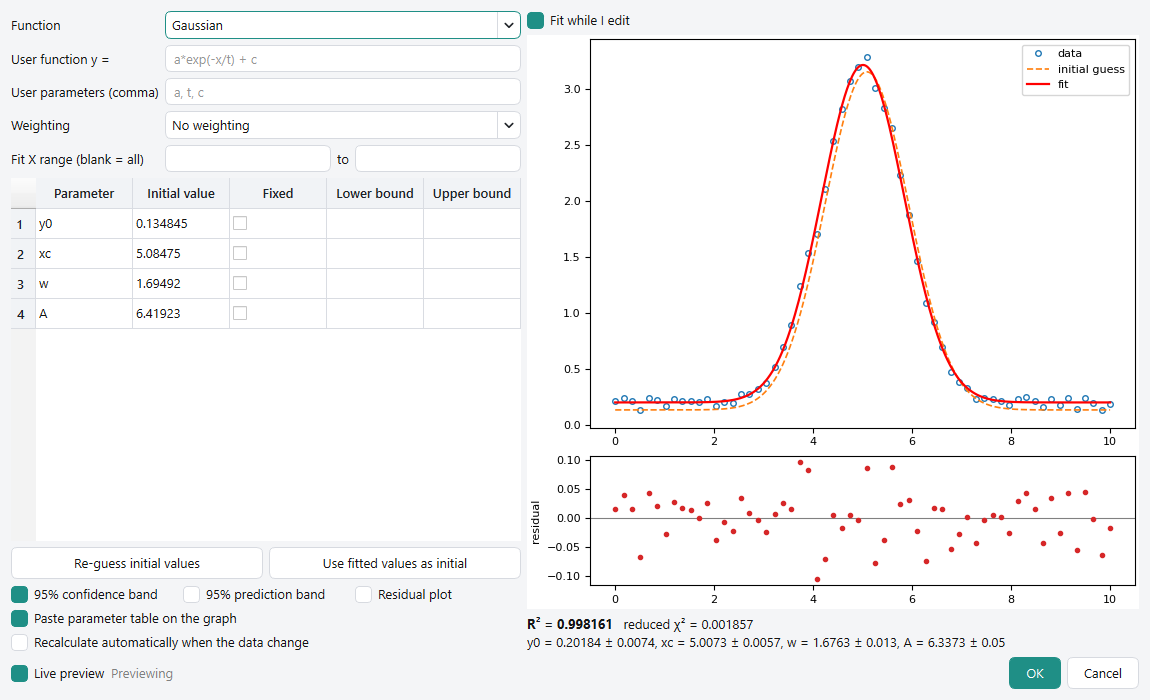 Function
Gaussian
User function y =
a*exp(-x/t) + c
User parameters (comma)
a, t, c
Weighting
No weighting
Fit X range (blank = all)
to
Parameter Initial value Fixed Lower bound Upper bound
1 y0 0.134845
2 xc 5.08475
3 w 1.69492
4 A 6.41923
Re-guess initial values
Use fitted values as initial
95% confidence band
95% prediction band
Residual plot
Paste parameter table on the graph
Recalculate automatically when the data change
Live preview Previewing
Fit while I edit
data
initial guess
fit
3.0
2.5
2.0
1.5
1.0
0.5
0.0
0 2 4 6 8 10
residual
0.10
0.05
0.00
−0.05
−0.10
0 2 4 6 8 10
R² = 0.998161 reduced χ² = 0.001857
y0 = 0.20184 ± 0.0074, xc = 5.0073 ± 0.0057, w = 1.6763 ± 0.013, A = 6.3373 ± 0.05
OK
Cancel